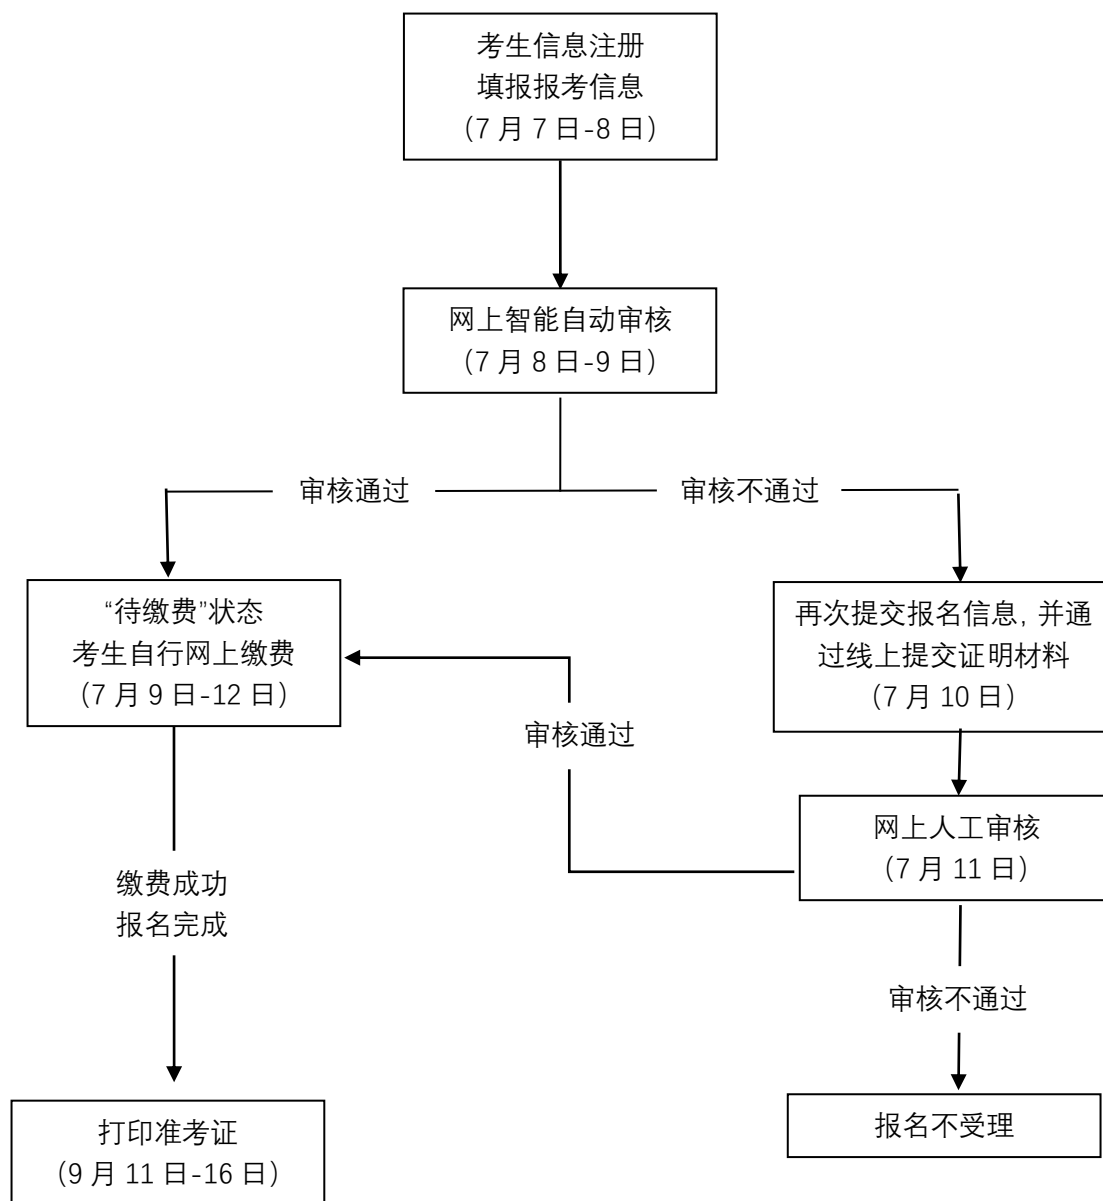 考生信息注册
填报报考信息
（7 月 7 日-8 日）
网上智能自动审核
（7 月 8 日-9 日）
审核通过
审核不通过
“待缴费”状态
考生自行网上缴费
（7 月 9 日-12 日）
再次提交报名信息，并通
过线上提交证明材料
（7 月 10 日）
审核通过
网上人工审核
（7 月 11 日）
缴费成功
报名完成
审核不通过
打印准考证
（9 月 11 日-16 日）
报名不受理